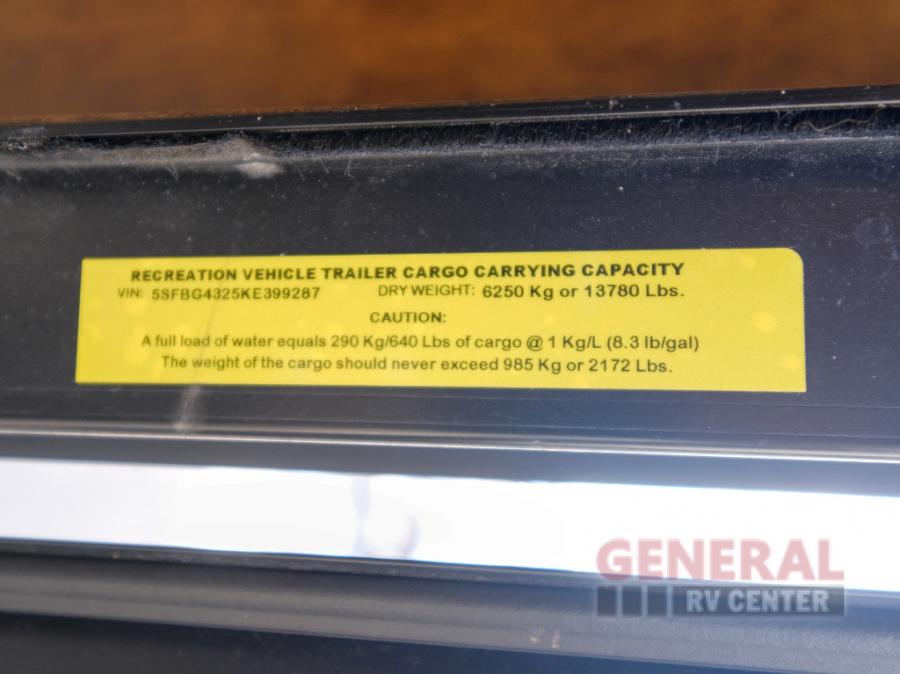 RECREATION VEHICLE TRAILER CARGO CARRYING CAPACITY
VIN: 5SFBG4325KE399287 DRY WEIGHT: 6250 Kg or 13780 Lbs.
CAUTION:
A full load of water equals 290 Kg/640 Lbs of cargo @ 1 Kg/L (8.3 lb/gal)
The weight of the cargo should never exceed 985 Kg or 2172 Lbs.
GENERAL
RV CENTER